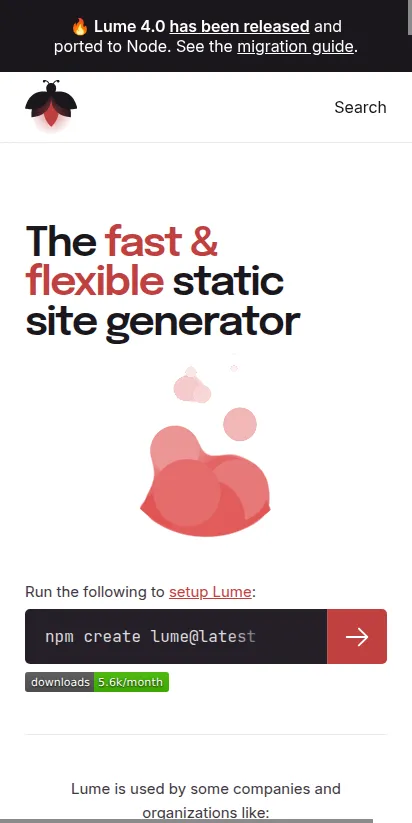 🔥 Lume 4.0 has been released and
ported to Node. See the migration guide.
Search
The fast &
flexible static
site generator
Run the following to setup Lume:
npm create lume@latest
downloads 5.6k/month
Lume is used by some companies and
organizations like: